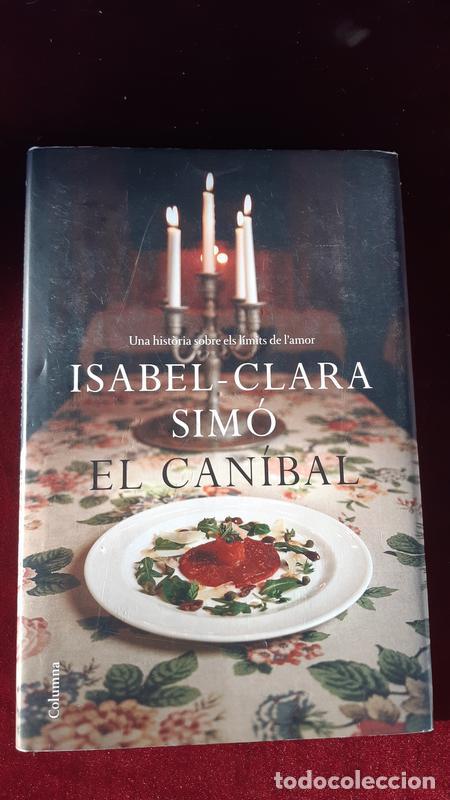 Una història sobre els límits de l'amor
ISABEL-CLARA
SIMÓ
EL CANÍBAL
Columna
todocoleccion